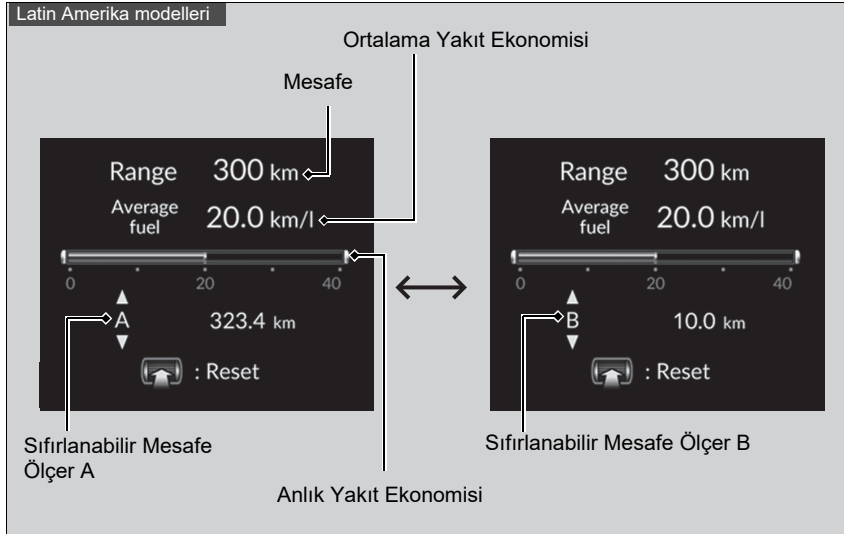 Latin Amerika modelleri
Ortalama Yakıt Ekonomisi
Mesafe
Range 300 km
Average
fuel
20.0 km/l
0 20 40
A 323.4 km
: Reset
Range 300 km
Average
fuel
20.0 km/l
0 20 40
B 10.0 km
: Reset
Sıfırlanabilir Mesafe
Ölçer A
Sıfırlanabilir Mesafe Ölçer B
Anlık Yakıt Ekonomisi